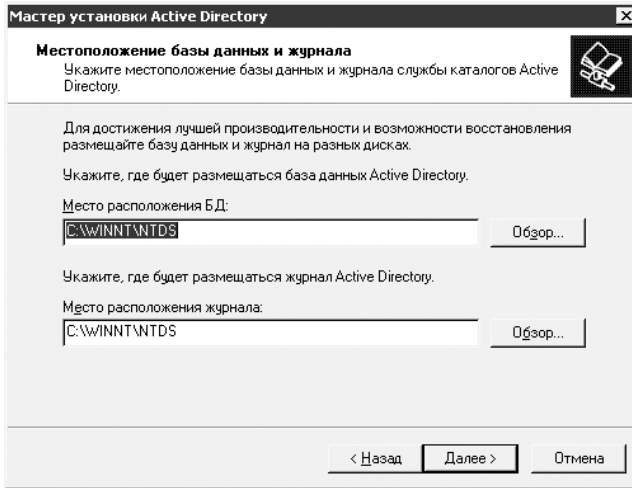 Мастер установки Active Directory
Местоположение базы данных и журнала
Укажите местоположение базы данных и журнала службы каталогов Active
Directory.
Для достижения лучшей производительности и возможности восстановления
размещайте базу данных и журнал на разных дисках.
Укажите, где будет размещаться база данных Active Directory.
Место расположения БД:
C:\WINNT\NTDS
Обзор...
Укажите, где будет размещаться журнал Active Directory.
Место расположения журнала:
C:\WINNT\NTDS
Обзор...
< Назад Далее > Отмена